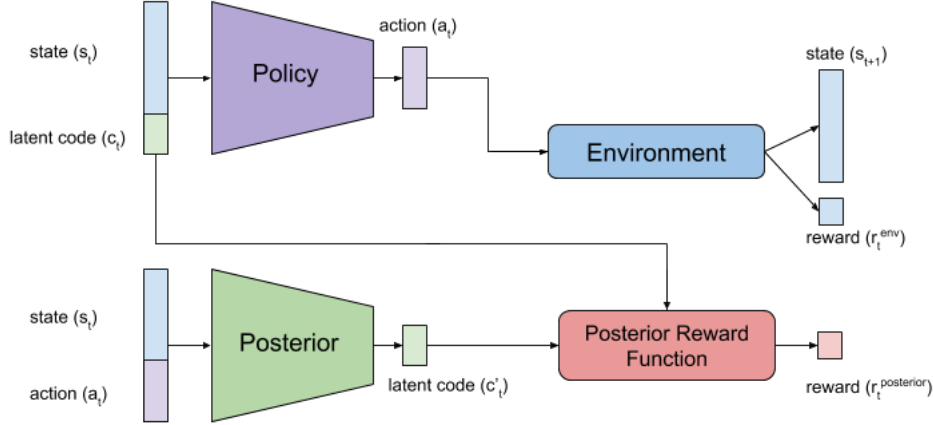 action (a_t)
state (s_t)
Policy
state (s_{t+1})
latent code (c_t)
Environment
reward (r_t^{env})
state (s_t)
Posterior
Posterior Reward
Function
action (a_t)
latent code (c'_t)
reward (r_t^{posterior})